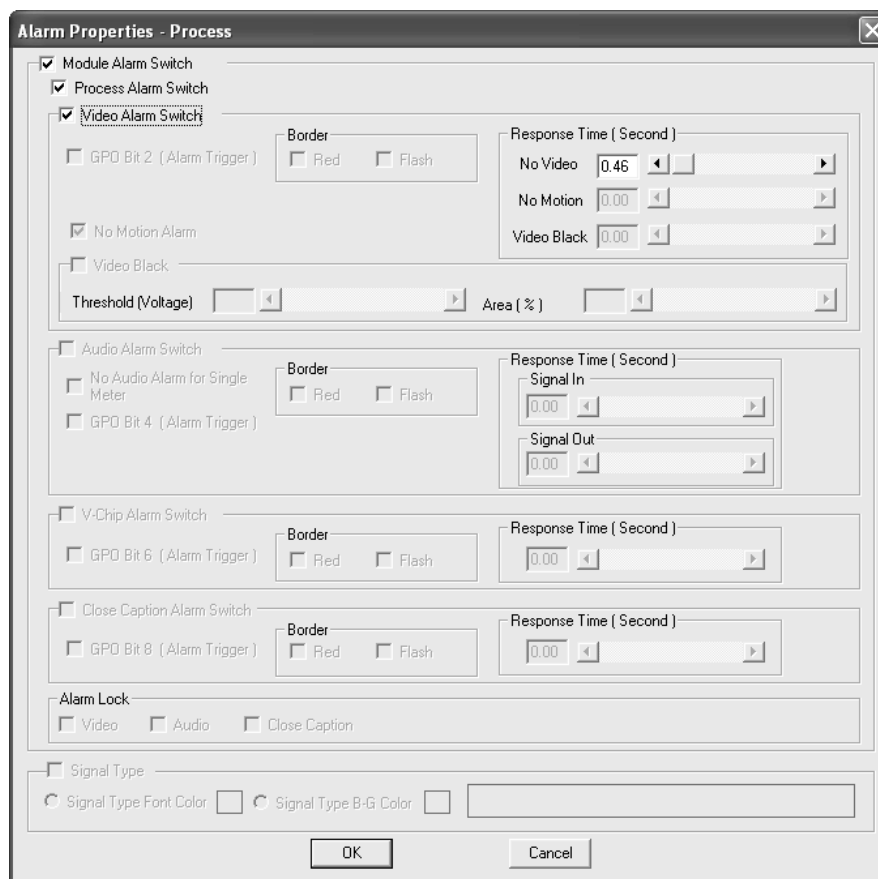 Alarm Properties - Process
Module Alarm Switch
Process Alarm Switch
Video Alarm Switch
GPO Bit 2 ( Alarm Trigger )
Border
Red
Flash
Response Time ( Second )
No Video
0.46
No Motion
0.00
Video Black
0.00
No Motion Alarm
Video Black
Threshold (Voltage)
Area ( % )
Audio Alarm Switch
No Audio Alarm for Single
Meter
GPO Bit 4 ( Alarm Trigger )
Border
Red
Flash
Response Time ( Second )
Signal In
0.00
Signal Out
0.00
V-Chip Alarm Switch
GPO Bit 6 ( Alarm Trigger )
Border
Red
Flash
Response Time ( Second )
0.00
Close Caption Alarm Switch
GPO Bit 8 ( Alarm Trigger )
Border
Red
Flash
Response Time ( Second )
0.00
Alarm Lock
Video
Audio
Close Caption
Signal Type
Signal Type Font Color
Signal Type B-G Color
OK
Cancel